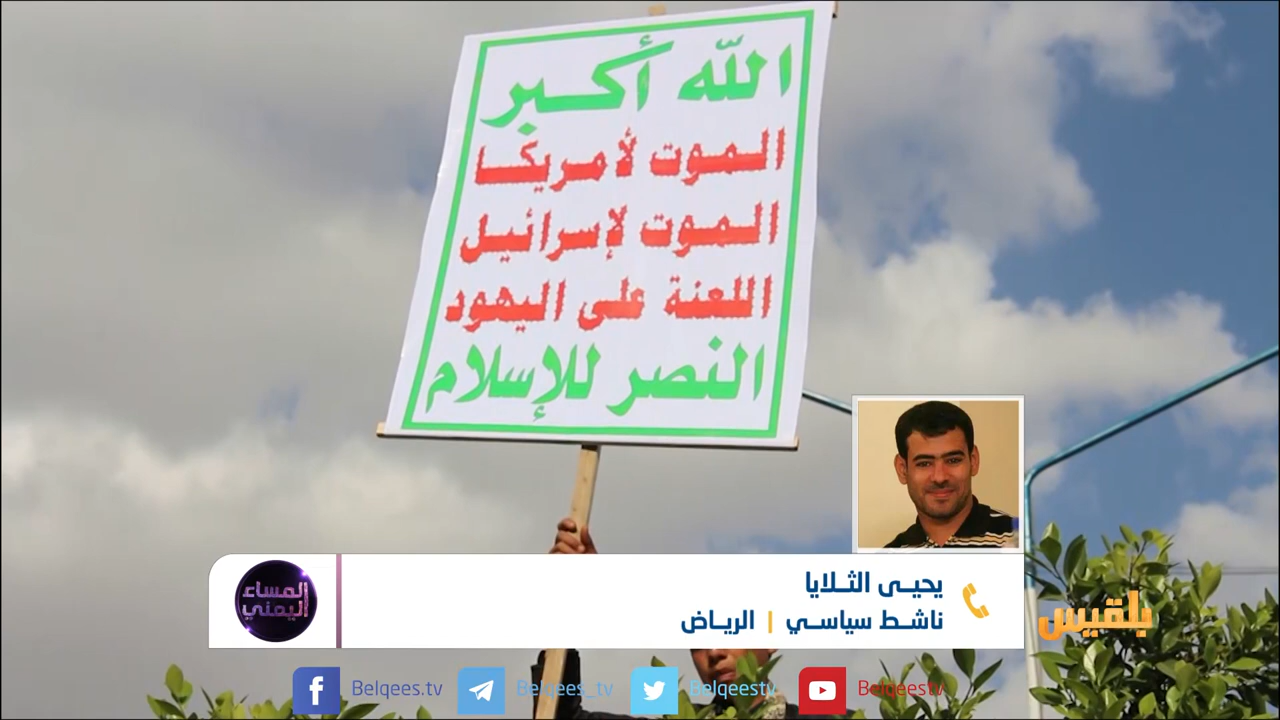 الله أكبر
الموت لأمريكا
الموت لإسرائيل
اللعنة على اليهود
النصر للإسلام
يحيى الثلايا
ناشط سياسي | الرياض
المساء
اليمني
بلقيس
Belqees.tv
Belqees_tv
Belqeestv
Belqeestv